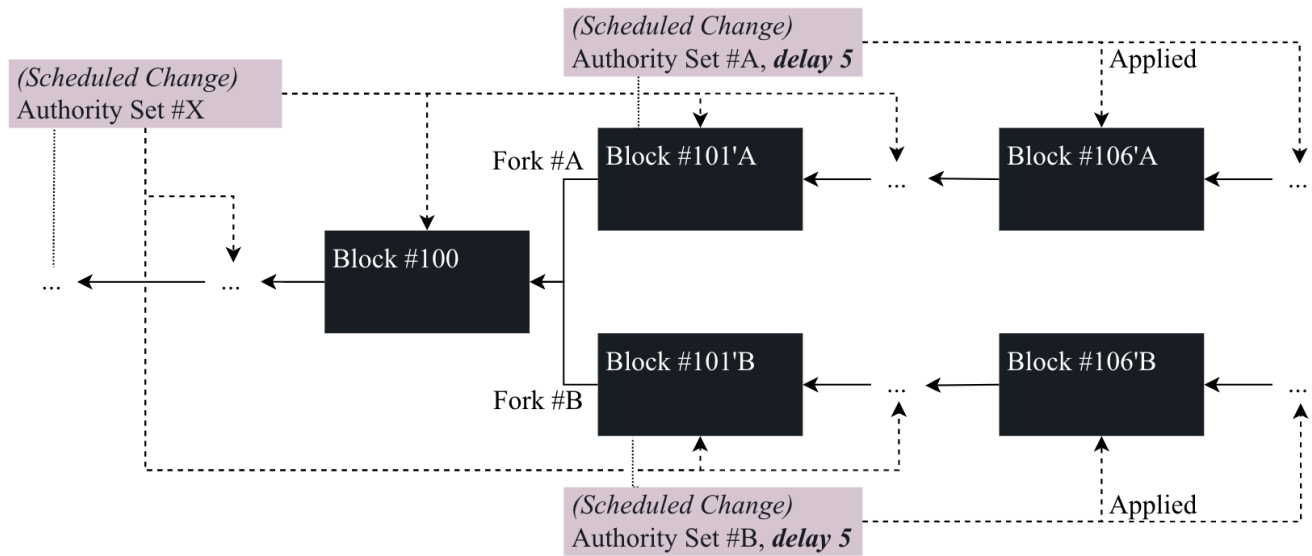 (Scheduled Change)
Authority Set #A, delay 5
Applied
(Scheduled Change)
Authority Set #X
Fork #A
Block #101'A
...
Block #106'A
...
...
...
Block #100
Fork #B
Block #101'B
...
Block #106'B
...
(Scheduled Change)
Authority Set #B, delay 5
Applied